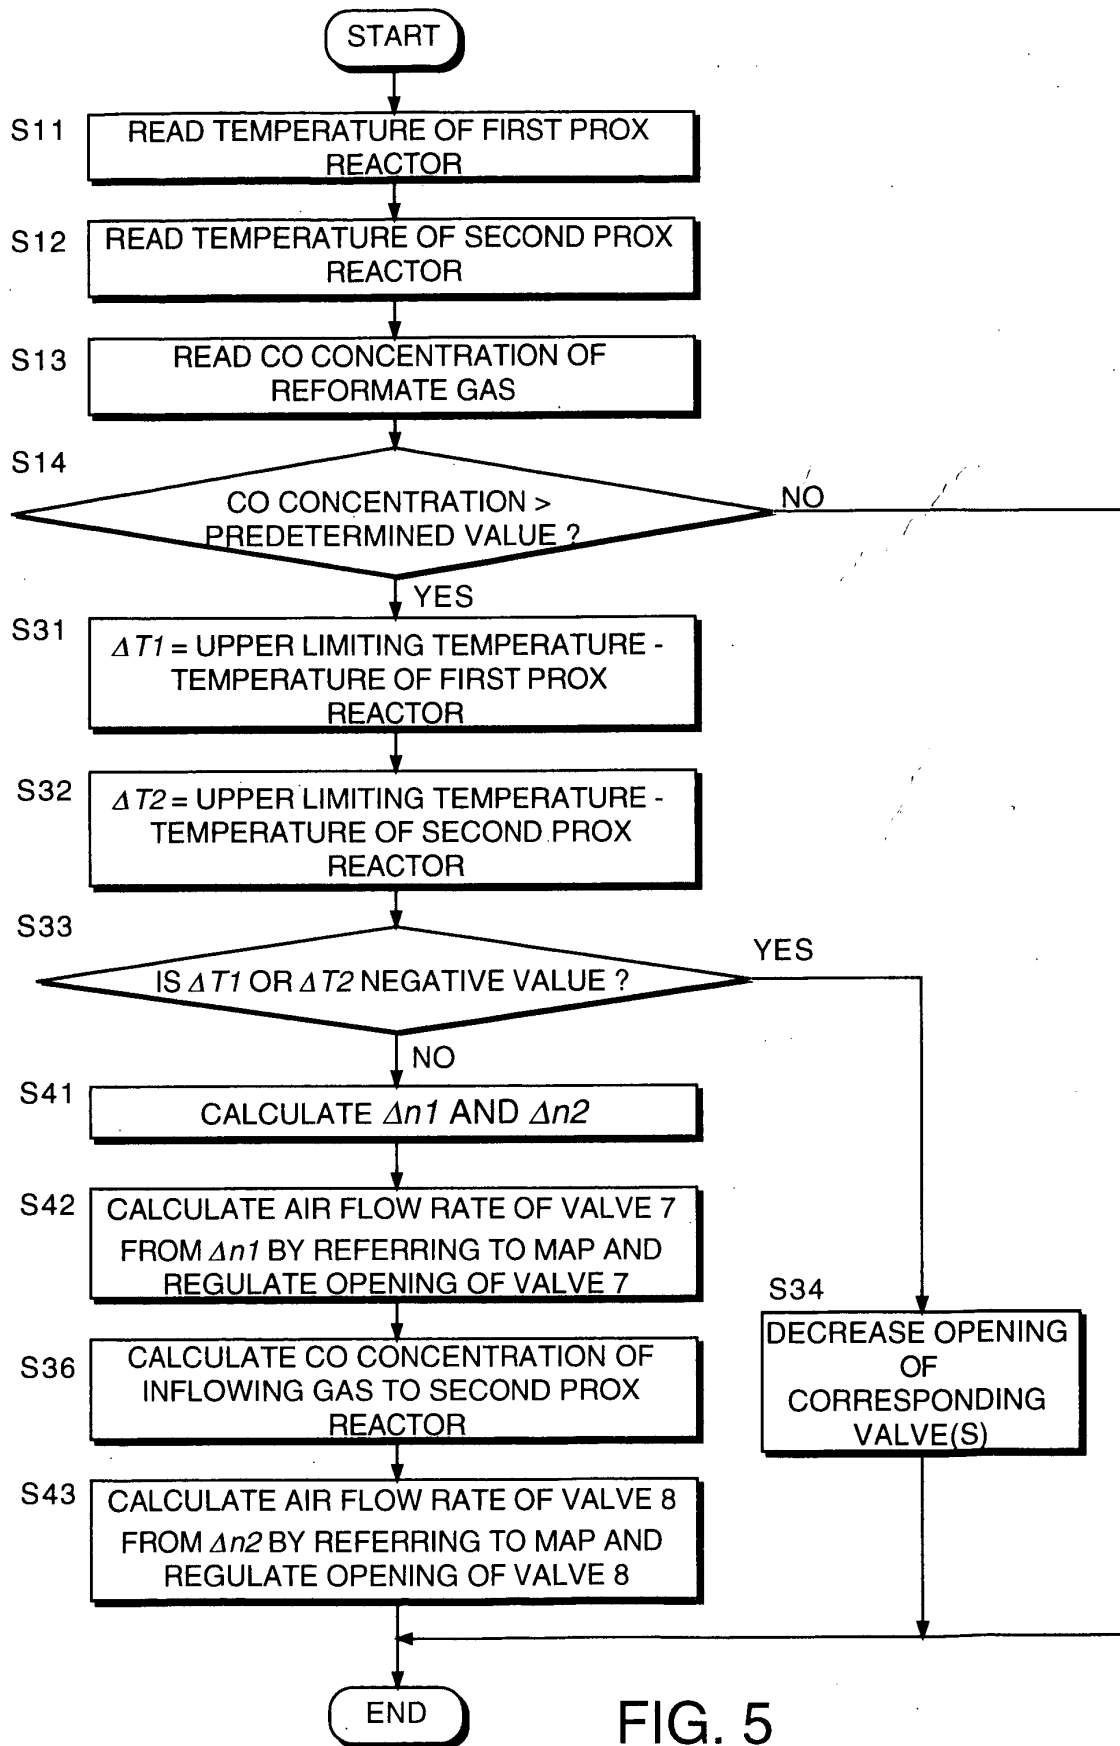 START
S11
READ TEMPERATURE OF FIRST PROX
REACTOR
S12
READ TEMPERATURE OF SECOND PROX
REACTOR
S13
READ CO CONCENTRATION OF
REFORMATE GAS
S14
CO CONCENTRATION >
PREDETERMINED VALUE ?
NO
YES
S31
ΔT1 = UPPER LIMITING TEMPERATURE -
TEMPERATURE OF FIRST PROX
REACTOR
S32
ΔT2 = UPPER LIMITING TEMPERATURE -
TEMPERATURE OF SECOND PROX
REACTOR
S33
IS ΔT1 OR ΔT2 NEGATIVE VALUE ?
YES
NO
S41
CALCULATE Δn1 AND Δn2
S42
CALCULATE AIR FLOW RATE OF VALVE 7
FROM Δn1 BY REFERRING TO MAP AND
REGULATE OPENING OF VALVE 7
S34
DECREASE OPENING
OF
CORRESPONDING
VALVE(S)
S36
CALCULATE CO CONCENTRATION OF
INFLOWING GAS TO SECOND PROX
REACTOR
S43
CALCULATE AIR FLOW RATE OF VALVE 8
FROM Δn2 BY REFERRING TO MAP AND
REGULATE OPENING OF VALVE 8
END
FIG. 5